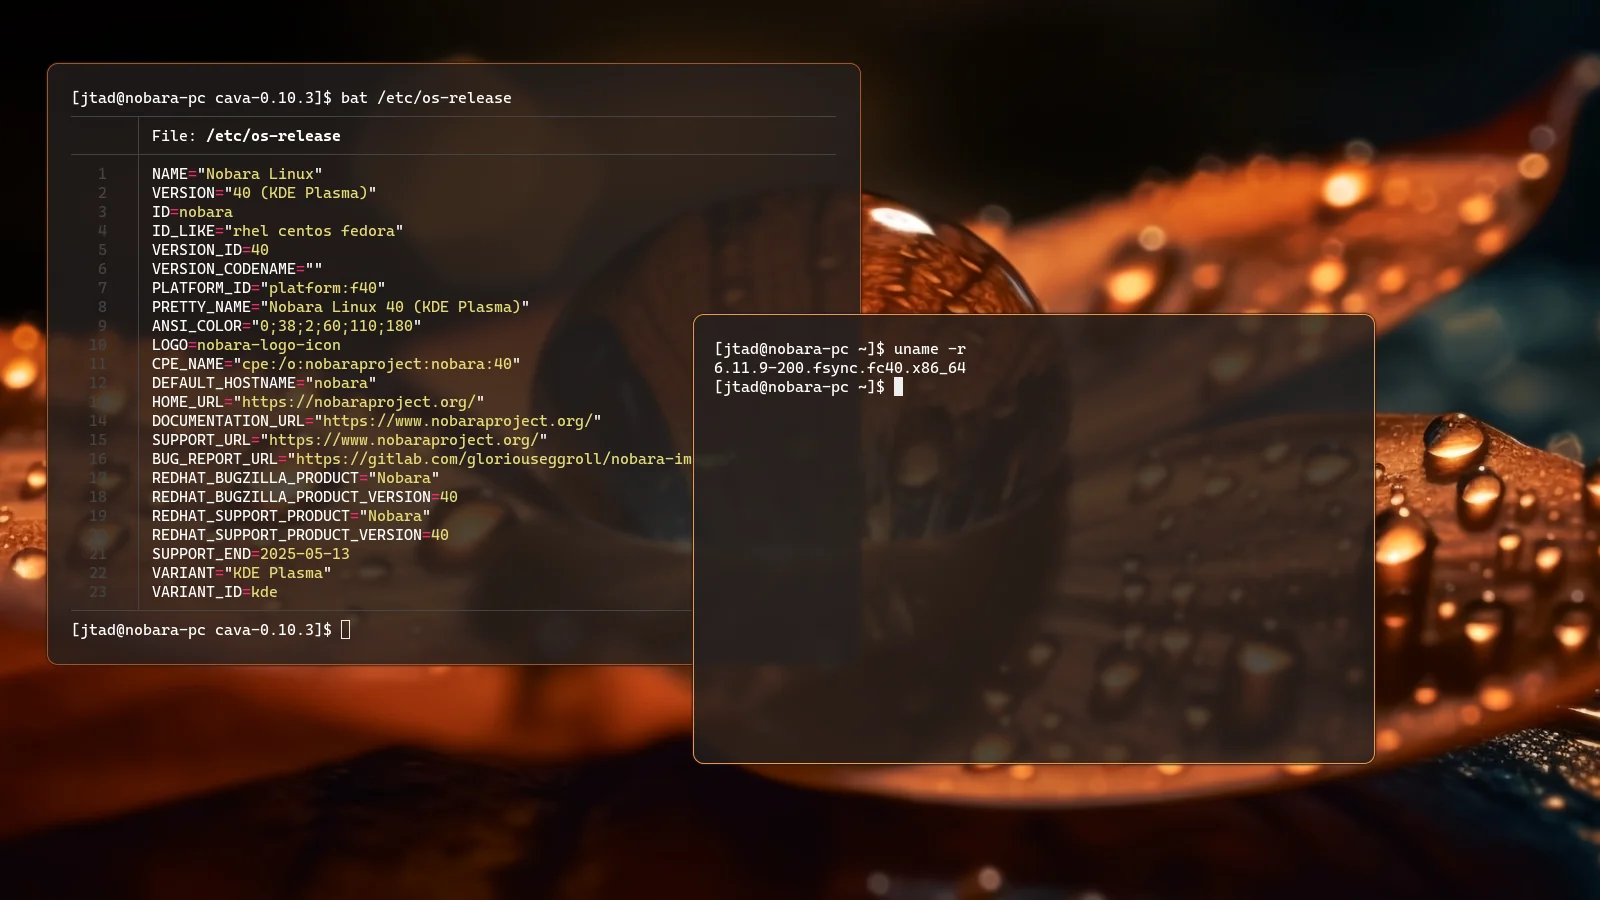 [jtad@nobara-pc cava-0.10.3]$ bat /etc/os-release
File: /etc/os-release
1 NAME="Nobara Linux"
2 VERSION="40 (KDE Plasma)"
3 ID=nobara
4 ID_LIKE="rhel centos fedora"
5 VERSION_ID=40
6 VERSION_CODENAME=""
7 PLATFORM_ID="platform:f40"
8 PRETTY_NAME="Nobara Linux 40 (KDE Plasma)"
9 ANSI_COLOR="0;38;2;60;110;180"
10 LOGO=nobara-logo-icon
11 CPE_NAME="cpe:/o:nobaraproject:nobara:40"
12 DEFAULT_HOSTNAME="nobara"
13 HOME_URL="https://nobaraproject.org/"
14 DOCUMENTATION_URL="https://www.nobaraproject.org/"
15 SUPPORT_URL="https://www.nobaraproject.org/"
16 BUG_REPORT_URL="https://gitlab.com/gloriouseggroll/nobara-im
17 REDHAT_BUGZILLA_PRODUCT="Nobara"
18 REDHAT_BUGZILLA_PRODUCT_VERSION=40
19 REDHAT_SUPPORT_PRODUCT="Nobara"
20 REDHAT_SUPPORT_PRODUCT_VERSION=40
21 SUPPORT_END=2025-05-13
22 VARIANT="KDE Plasma"
23 VARIANT_ID=kde
[jtad@nobara-pc cava-0.10.3]$
[jtad@nobara-pc ~]$ uname -r
6.11.9-200.fsync.fc40.x86_64
[jtad@nobara-pc ~]$